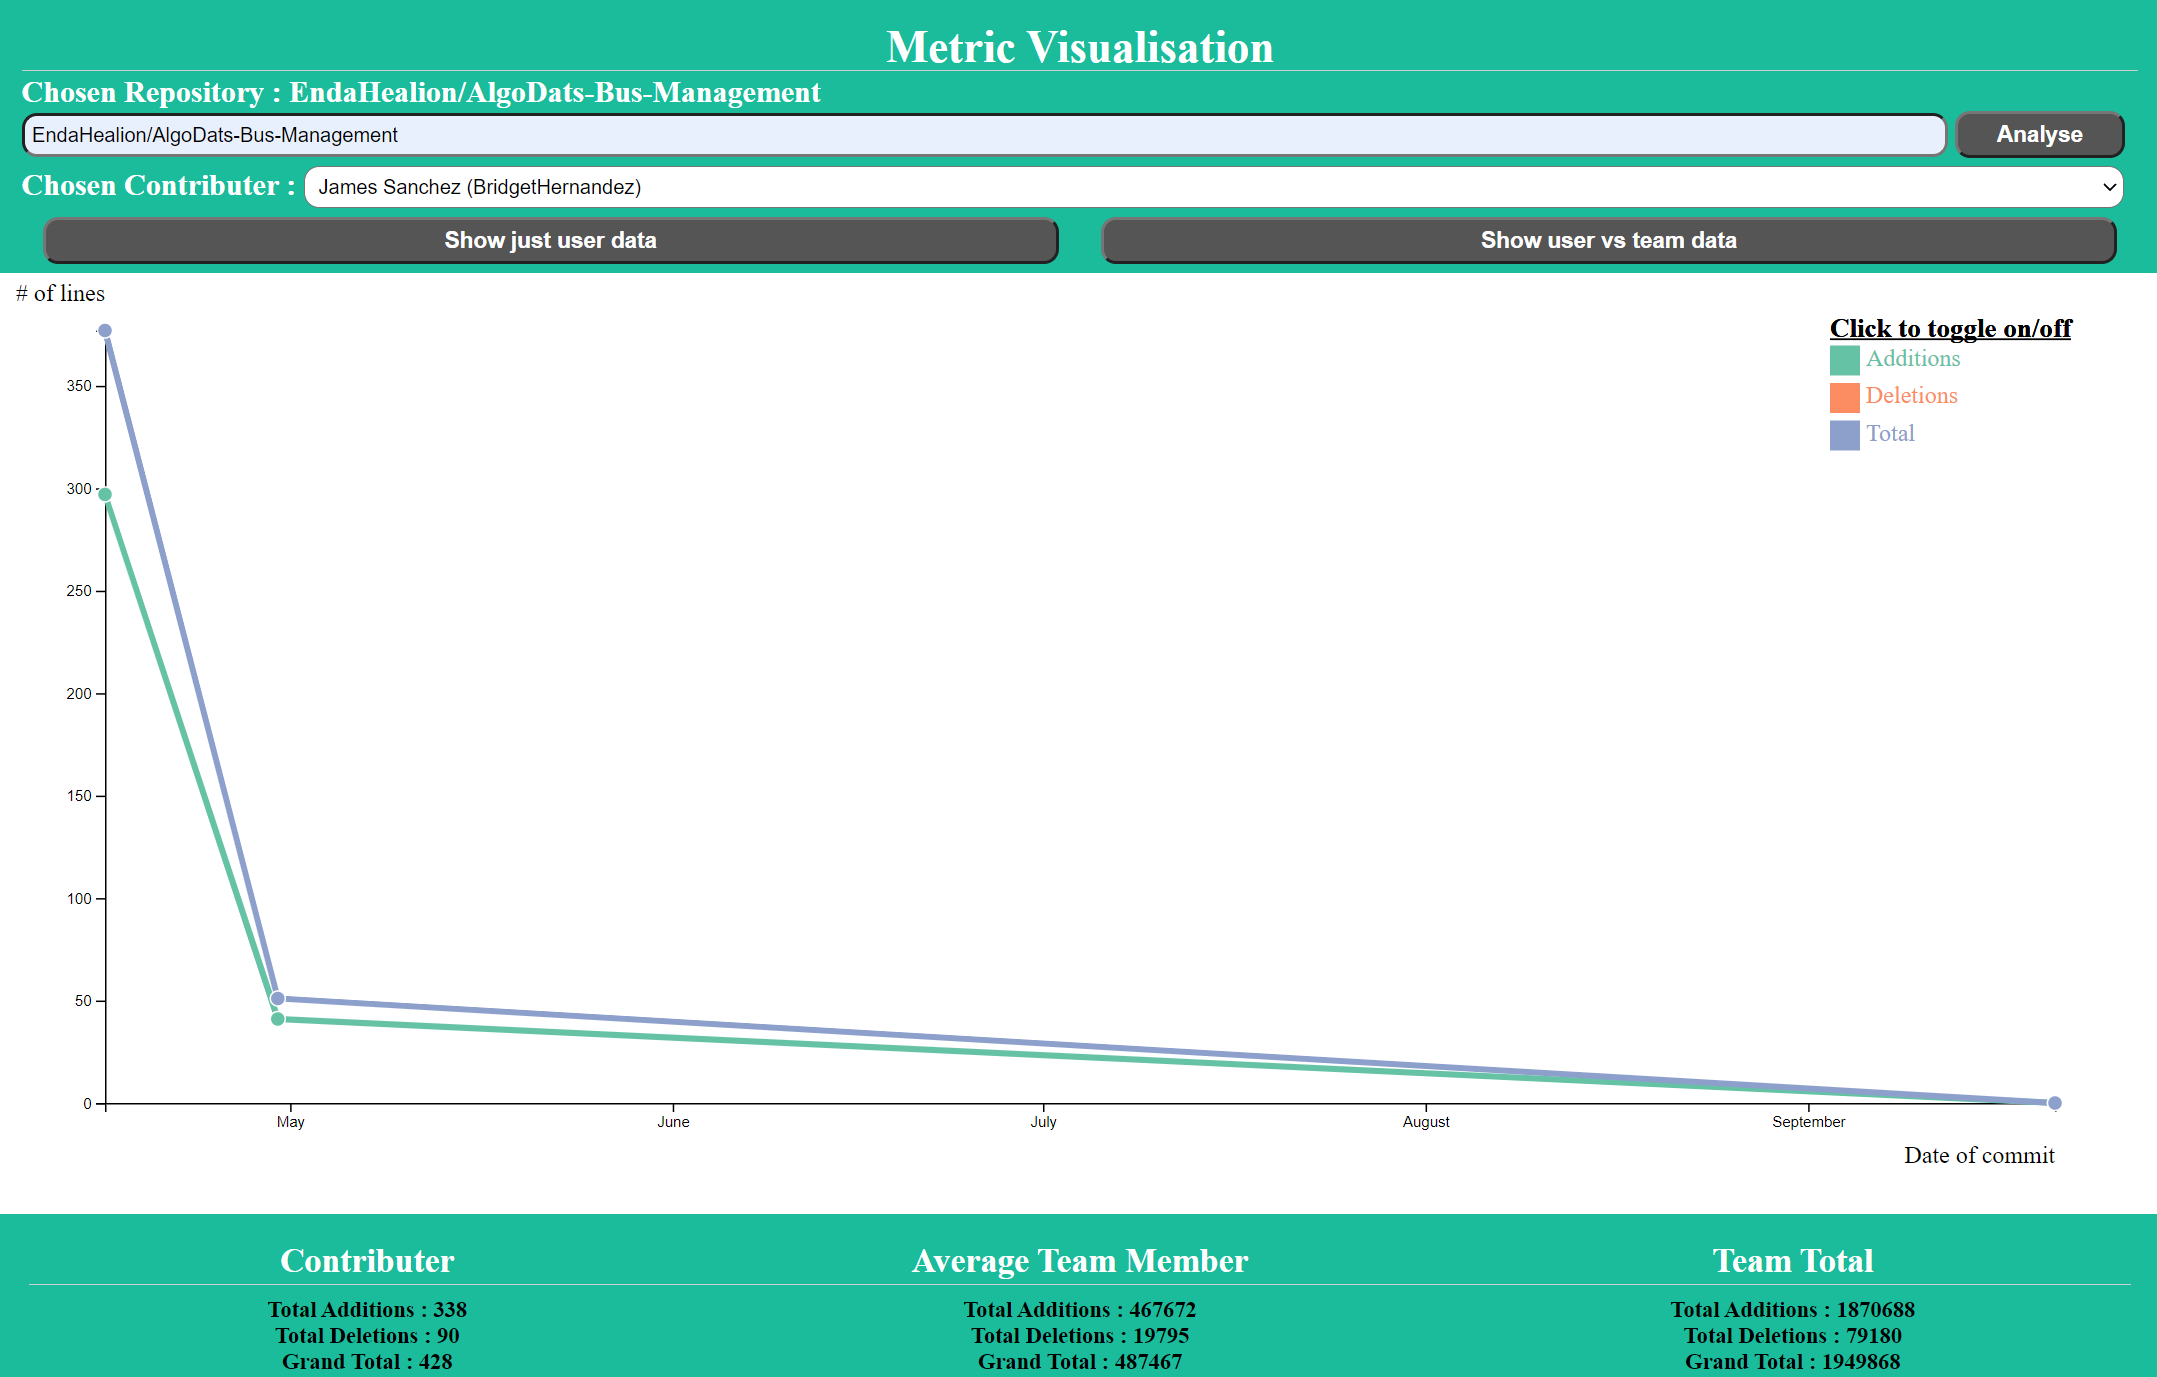 Metric Visualisation
Chosen Repository : EndaHealion/AlgoDats-Bus-Management
EndaHealion/AlgoDats-Bus-Management Analyse
Chosen Contributer : James Sanchez (BridgetHernandez)
Show just user data Show user vs team data
# of lines
Click to toggle on/off
Additions
Deletions
Total
350
300
250
200
150
100
50
0
May June July August September
Date of commit
Contributer Average Team Member Team Total
Total Additions : 338 Total Additions : 467672 Total Additions : 1870688
Total Deletions : 90 Total Deletions : 19795 Total Deletions : 79180
Grand Total : 428 Grand Total : 487467 Grand Total : 1949868